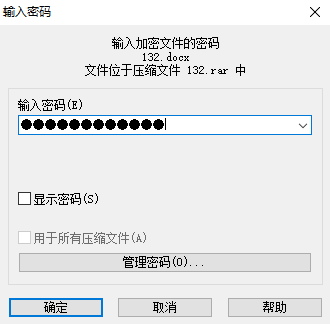 输入密码
输入加密文件的密码
132.docx
文件位于压缩文件 132.rar 中
输入密码(E)
●●●●●●●●●●●●
显示密码(S)
用于所有压缩文件(A)
管理密码(O)...
确定
取消
帮助